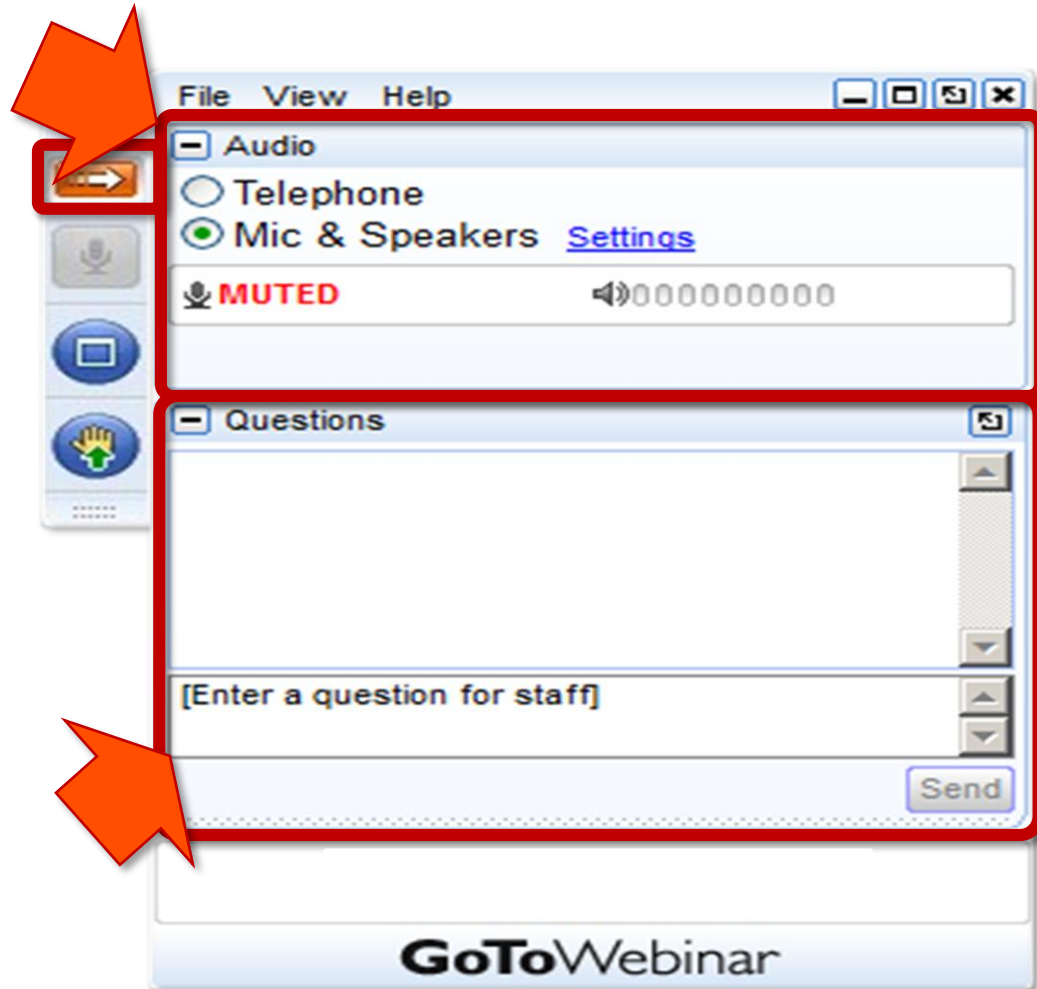 File View Help
Audio
Telephone
Mic & Speakers Settings
MUTED
Questions
[Enter a question for staff]
Send
GoToWebinar